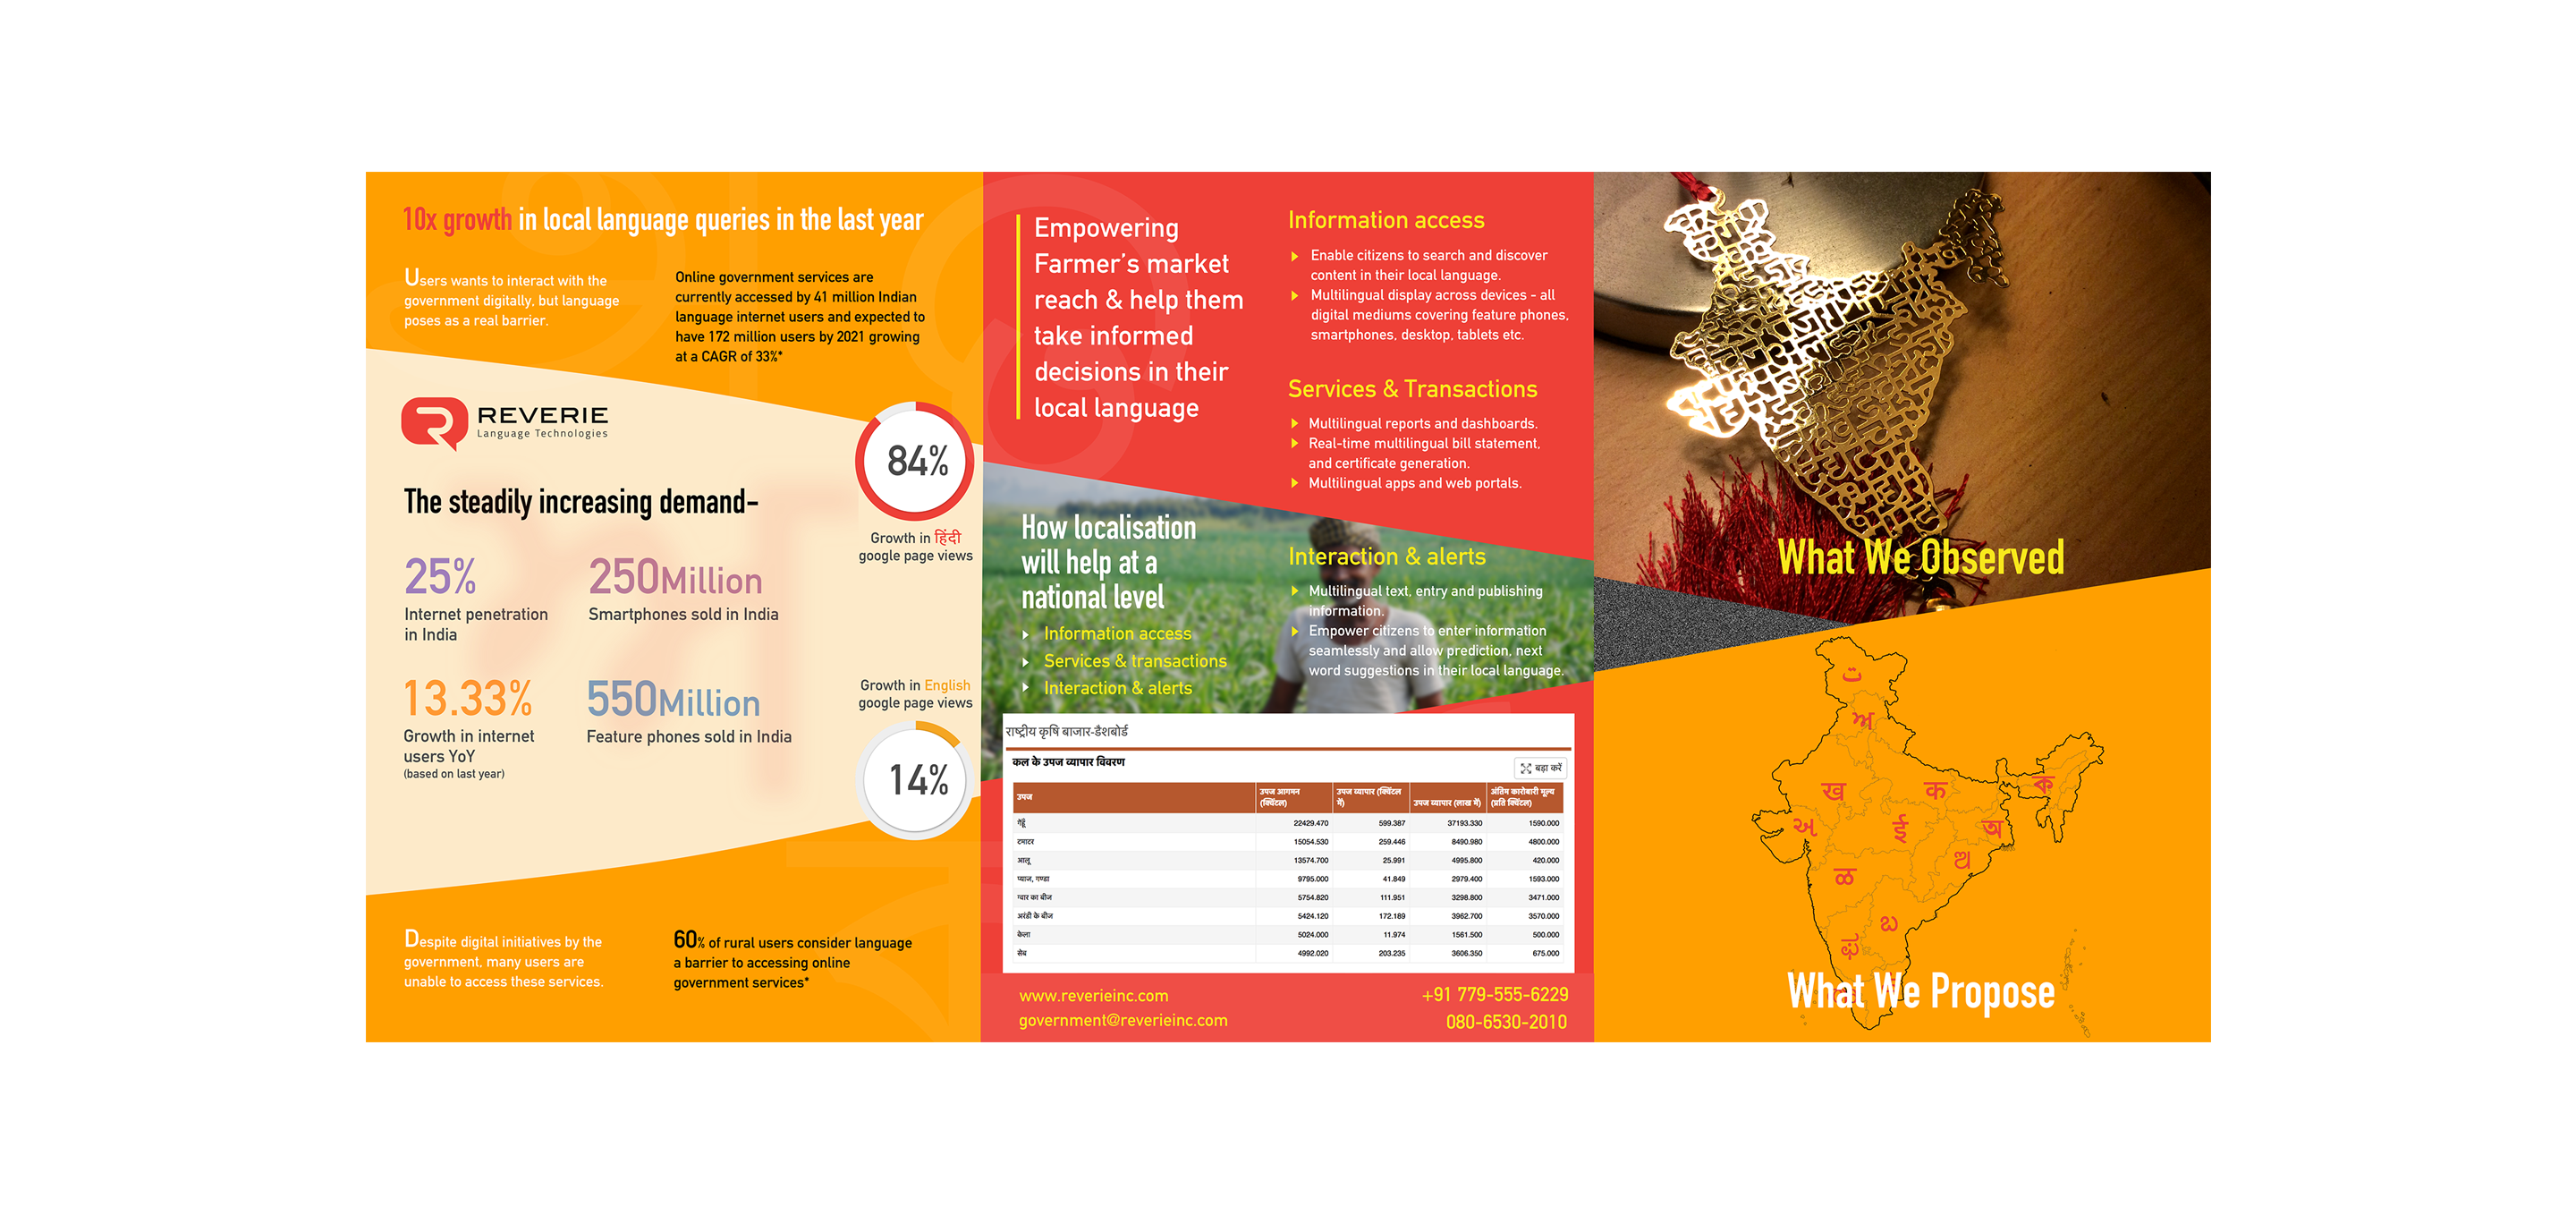 10x growth in local language queries in the last year
Users wants to interact with the
government digitally, but language
poses as a real barrier.
Online government services are
currently accessed by 41 million Indian
language internet users and expected to
have 172 million users by 2021 growing
at a CAGR of 33%*
REVERIE
Language Technologies
84%
Growth in हिंदी
google page views
The steadily increasing demand-
25%
Internet penetration
in India
250Million
Smartphones sold in India
13.33%
Growth in internet
users YoY
(based on last year)
550Million
Feature phones sold in India
Growth in English
google page views
14%
Despite digital initiatives by the
government, many users are
unable to access these services.
60% of rural users consider language
a barrier to accessing online
government services*
Empowering
Farmer's market
reach & help them
take informed
decisions in their
local language
Information access
Enable citizens to search and discover
content in their local language.
Multilingual display across devices - all
digital mediums covering feature phones,
smartphones, desktop, tablets etc.
Services & Transactions
Multilingual reports and dashboards.
Real-time multilingual bill statement,
and certificate generation.
Multilingual apps and web portals.
How localisation
will help at a
national level
Information access
Services & transactions
Interaction & alerts
Interaction & alerts
Multilingual text, entry and publishing
information.
Empower citizens to enter information
seamlessly and allow prediction, next
word suggestions in their local language.
राष्ट्रीय कृषि बाजार-डैशबोर्ड
कल के उपज व्यापार विवरण
बड़ा करें
उपज
उपज आगमन (क्विंटल)
उपज व्यापार (क्विंटल में)
उपज व्यापार (लाख में)
अंतिम कारोबारी मूल्य (प्रति क्विंटल)
गेहूँ 22429.470 599.387 37193.330 1590.000
टमाटर 15054.530 259.446 8490.980 4800.000
आलू 13574.700 25.991 4995.800 420.000
प्याज, गण्डा 9795.000 41.849 2979.400 1593.000
ग्वार का बीज 5754.820 111.951 3298.800 3471.000
अरंडी के बीज 5424.120 172.189 3962.700 3570.000
केला 5024.000 11.974 1561.500 500.000
सेब 4992.020 203.235 3606.350 675.000
www.reverieinc.com
government@reverieinc.com
+91 779-555-6229
080-6530-2010
What We Observed
ت
ਅ
ख
क
ক
અ
ई
অ
ଅ
ळ
What We Propose